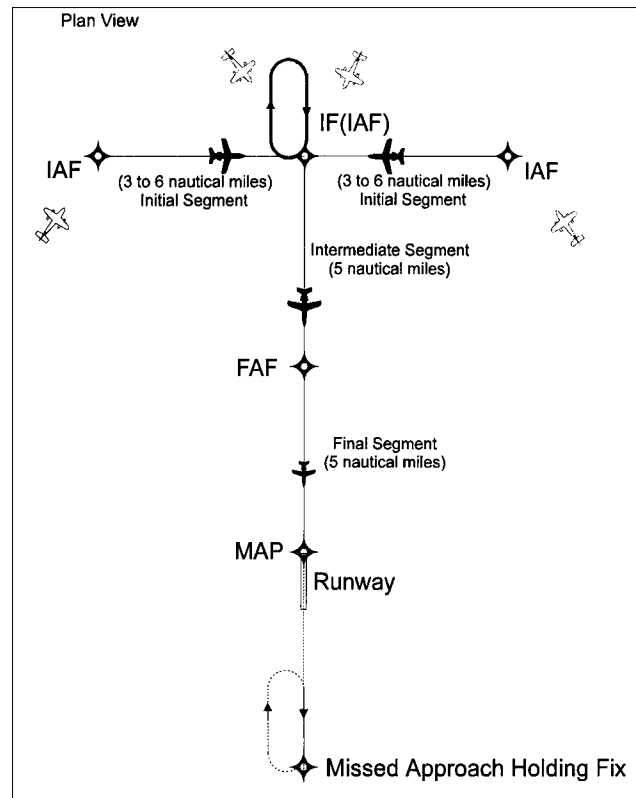 Plan View
IF(IAF)
IAF
(3 to 6 nautical miles)
Initial Segment
(3 to 6 nautical miles)
Initial Segment
IAF
Intermediate Segment
(5 nautical miles)
FAF
Final Segment
(5 nautical miles)
MAP
Runway
Missed Approach Holding Fix